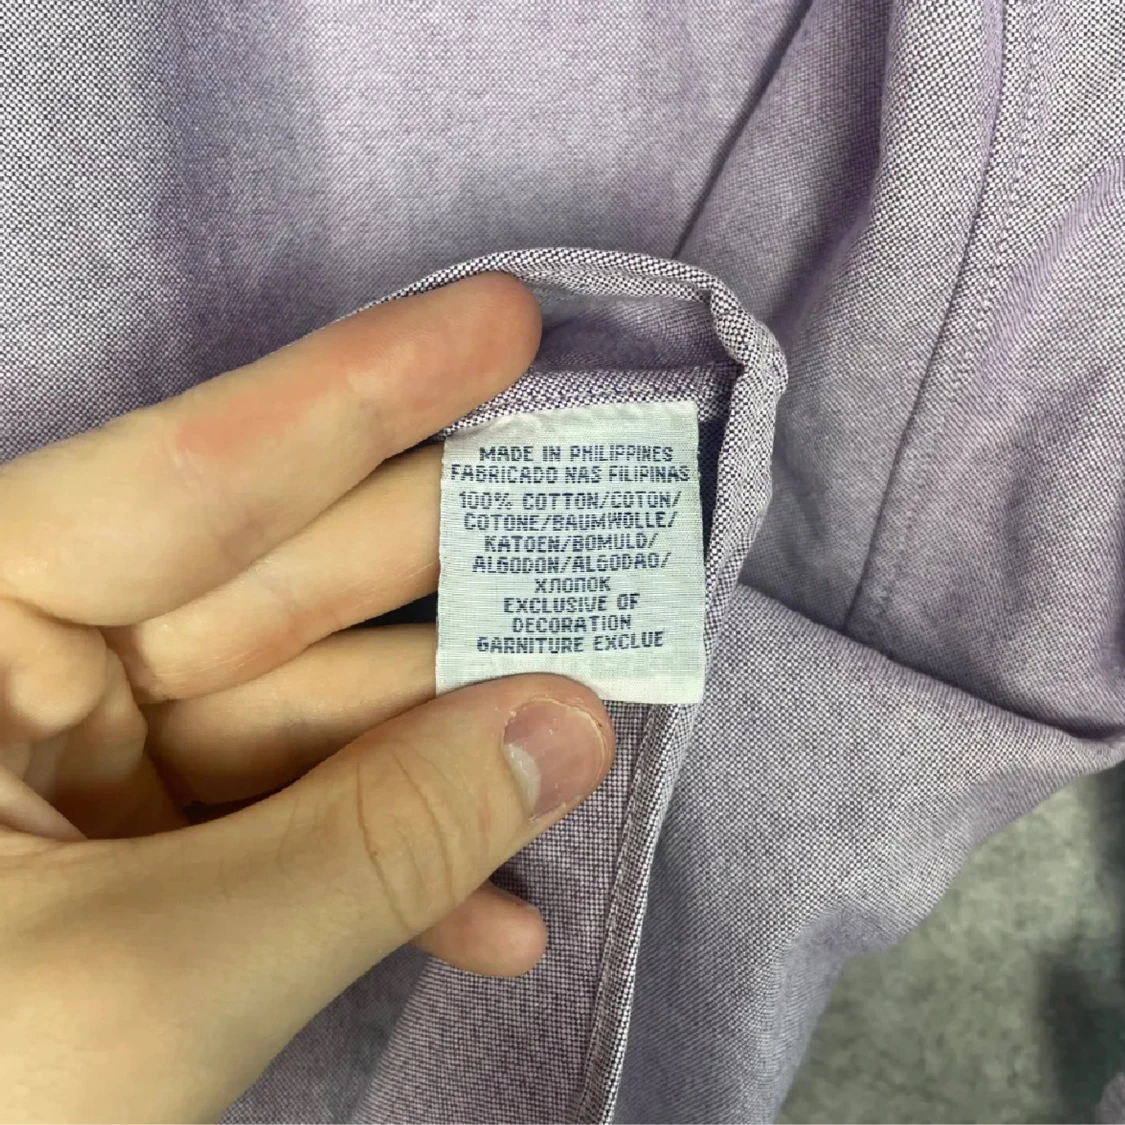 MADE IN PHILIPPINES
FABRICADO NAS FILIPINAS
100% COTTON/COTON/
COTONE/BAUMWOLLE/
KATOEN/BOMULD/
ALGODON/ALGODAO/
ХЛОПОК
EXCLUSIVE OF
DECORATION
GARNITURE EXCLUE